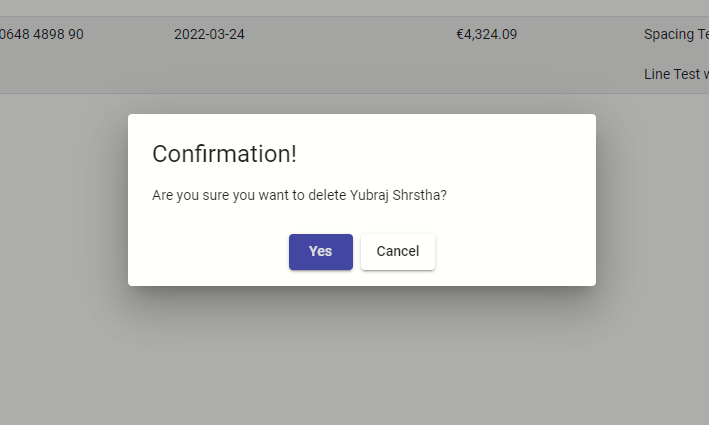 0648 4898 90 2022-03-24 €4,324.09 Spacing
Line Test
Confirmation!
Are you sure you want to delete Yubraj Shrstha?
Yes Cancel